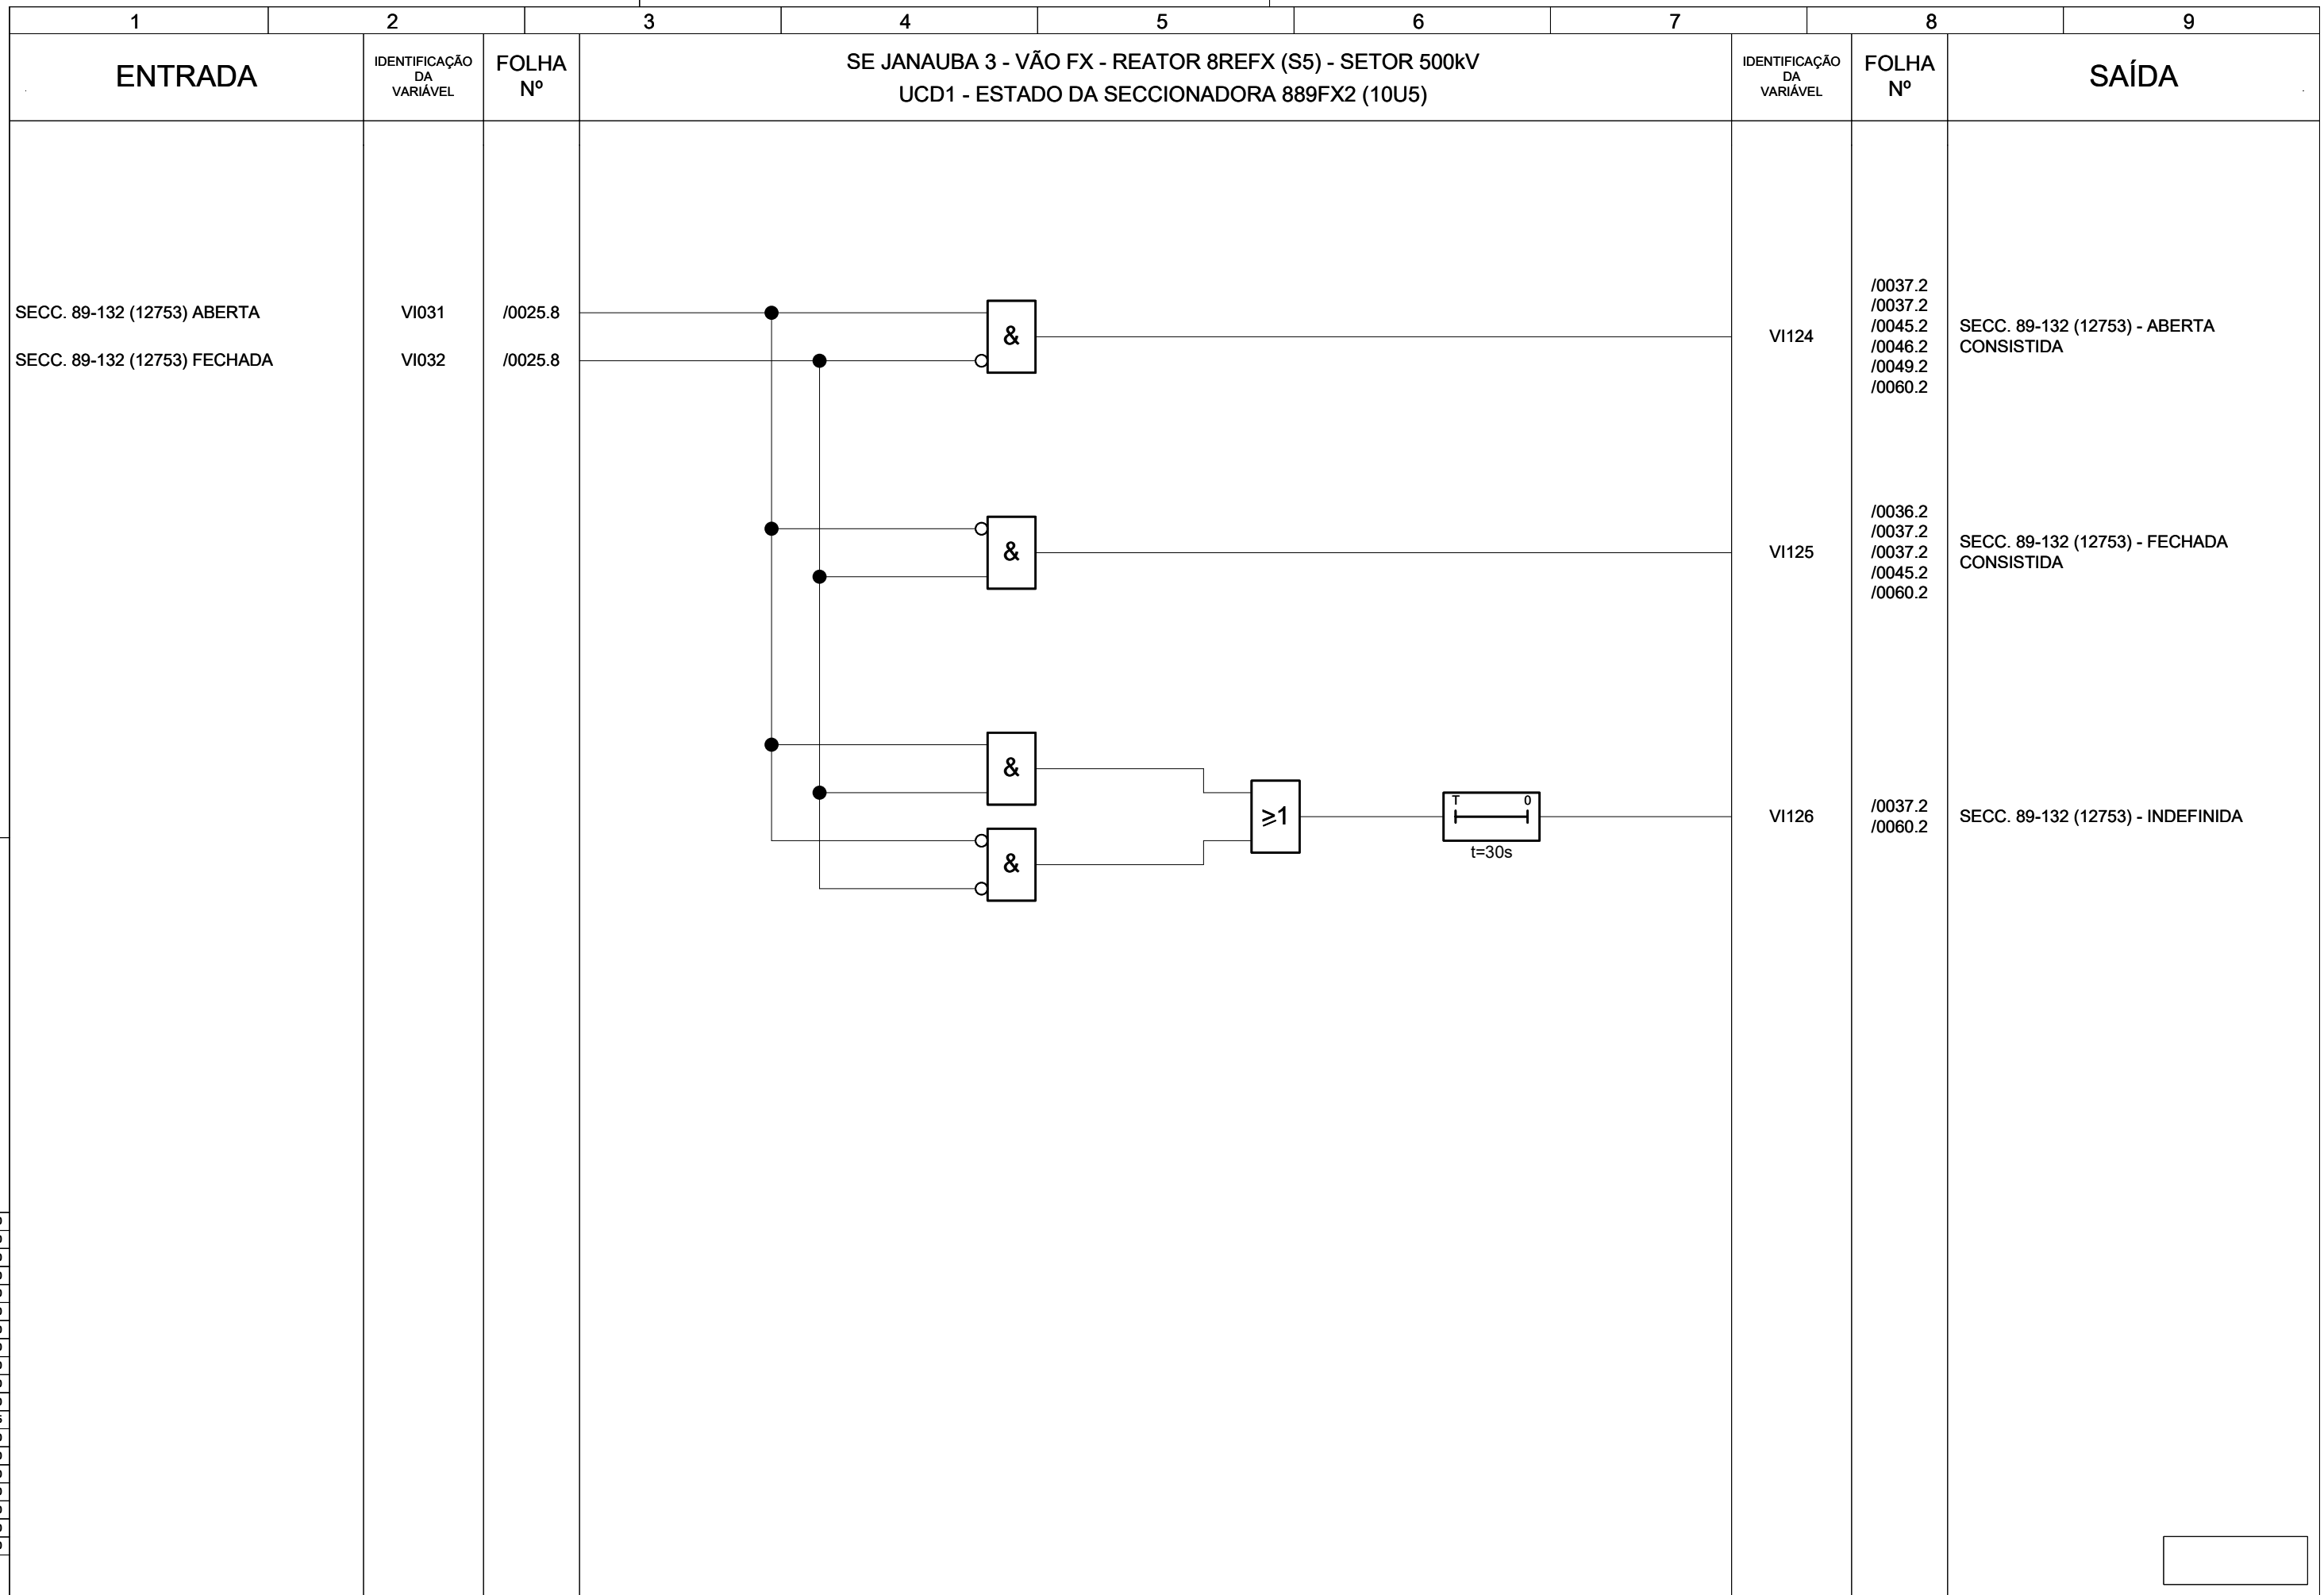 1 2 3 4 5 6 7 8 9
ENTRADA
IDENTIFICAÇÃO
DA
VARIÁVEL
FOLHA
Nº
SE JANAUBA 3 - VÃO FX - REATOR 8REFX (S5) - SETOR 500kV
UCD1 - ESTADO DA SECCIONADORA 889FX2 (10U5)
IDENTIFICAÇÃO
DA
VARIÁVEL
FOLHA
Nº
SAÍDA
SECC. 89-132 (12753) ABERTA VI031 /0025.8
SECC. 89-132 (12753) FECHADA VI032 /0025.8
&
VI124
/0037.2
/0037.2
/0045.2
/0046.2
/0049.2
/0060.2
SECC. 89-132 (12753) - ABERTA
CONSISTIDA
&
VI125
/0036.2
/0037.2
/0037.2
/0045.2
/0060.2
SECC. 89-132 (12753) - FECHADA
CONSISTIDA
&
&
≥1
T 0
t=30s
VI126
/0037.2
/0060.2
SECC. 89-132 (12753) - INDEFINIDA